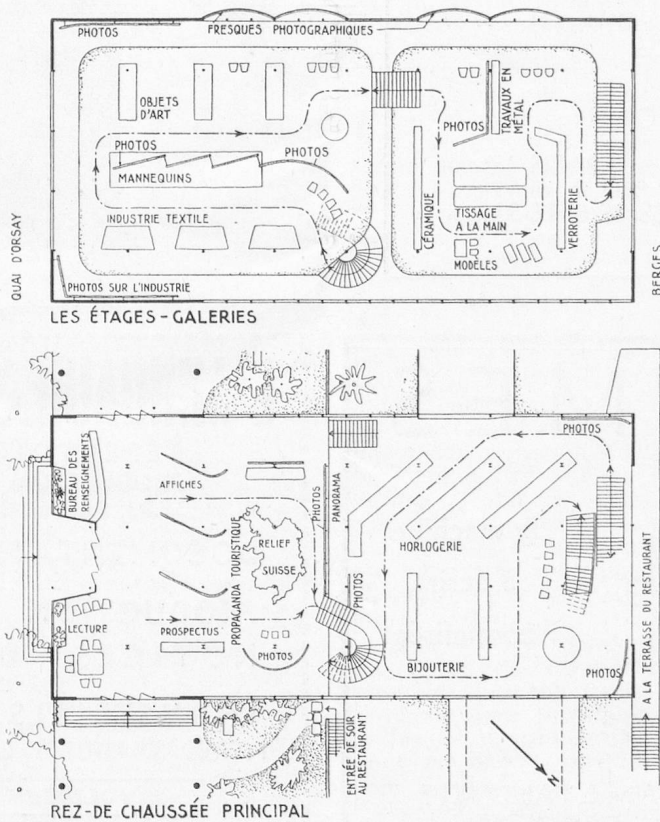 PHOTOS
FRESQUES PHOTOGRAPHIQUES
OBJETS
D'ART
PHOTOS
MANNEQUINS
PHOTOS
INDUSTRIE TEXTILE
PHOTOS SUR L'INDUSTRIE
TRAVAUX EN
MÉTAL
PHOTOS
CÉRAMIQUE
TISSAGE
A LA MAIN
MODÈLES
VERROTERIE
QUAI D'ORSAY
BERGES
LES ÉTAGES-GALERIES
BUREAU DES
RENSEIGNEMENTS
AFFICHES
PROPAGANDA TOURISTIQUE
RELIEF
SUISSE
PHOTOS
PANORAMA
PHOTOS
HORLOGERIE
LECTURE
PROSPECTUS
PHOTOS
PHOTOS
BIJOUTERIE
PHOTOS
A LA TERRASSE DU RESTAURANT
ENTRÉE DE SOIR
AU RESTAURANT
N
REZ-DE CHAUSSÉE PRINCIPAL